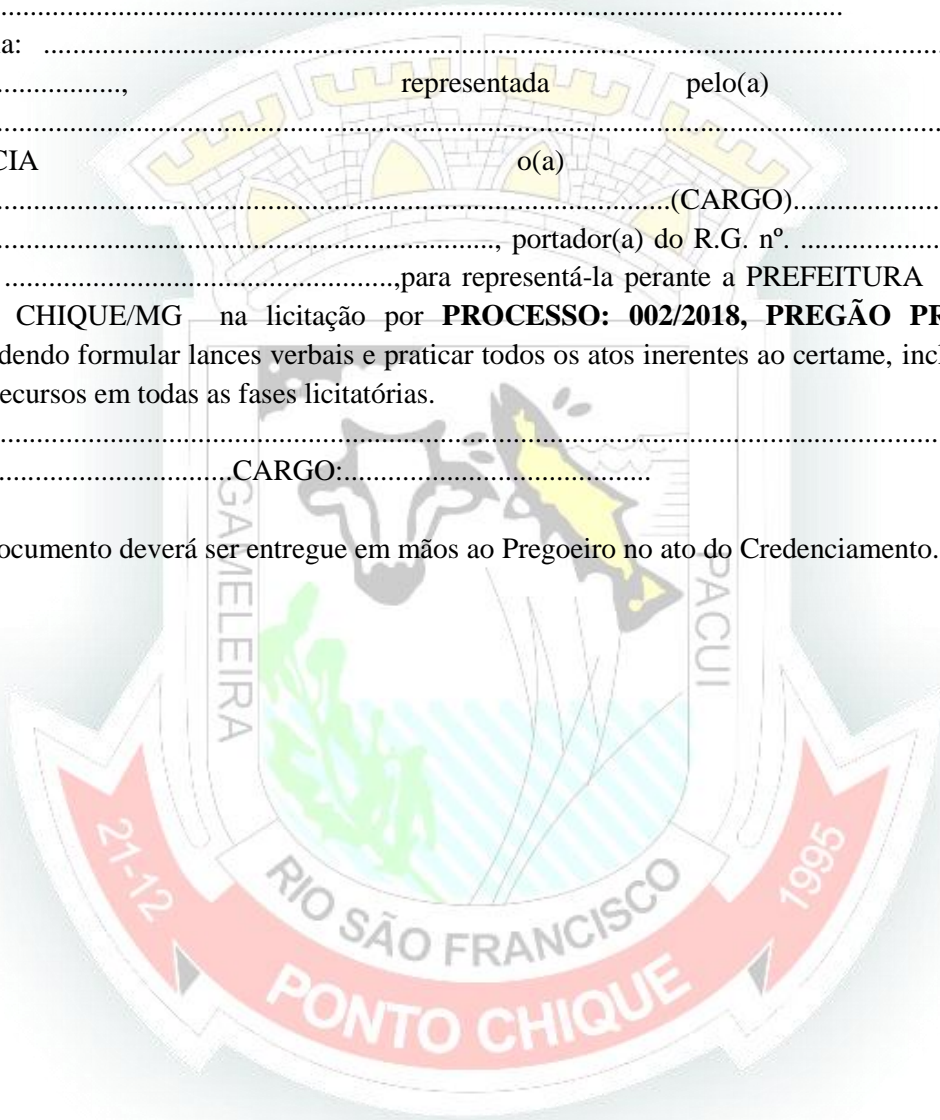 ....................................................................................................................
a: ..........................................................................................................................
.................., representada pelo(a)
................................................................................................................................
CIA o(a)
............................................................................................(CARGO)....................
...................................................................., portador(a) do R.G. nº. ...................
.....................................................,para representá-la perante a PREFEITURA
CHIQUE/MG na licitação por PROCESSO: 002/2018, PREGÃO PR
dendo formular lances verbais e praticar todos os atos inerentes ao certame, incl
ecursos em todas as fases licitatórias.
................................................................................................................................
................................CARGO:..........................................
ocumento deverá ser entregue em mãos ao Pregoeiro no ato do Credenciamento.
GAMELEIRA
PACUI
RIO SÃO FRANCISCO
21-12
1995
PONTO CHIQUE